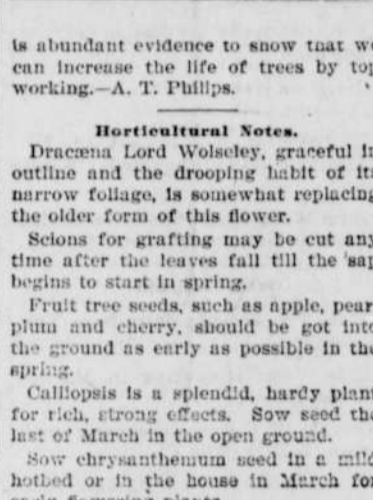 is abundant evidence to snow tnat we
can increase the life of trees by top
working.—A. T. Philips.
Horticultural Notes.
Dracæna Lord Wolseley, graceful in
outline and the drooping habit of its
narrow foliage, is somewhat replacing
the older form of this flower.
Scions for grafting may be cut any
time after the leaves fall till the sap
begins to start in spring.
Fruit tree seeds, such as apple, pear,
plum and cherry, should be got into
the ground as early as possible in the
spring.
Calliopsis is a splendid, hardy plant
for rich, strong effects. Sow seed the
last of March in the open ground.
Sow chrysanthemum seed in a mild
hotbed or in the house in March for
early flowering plants.